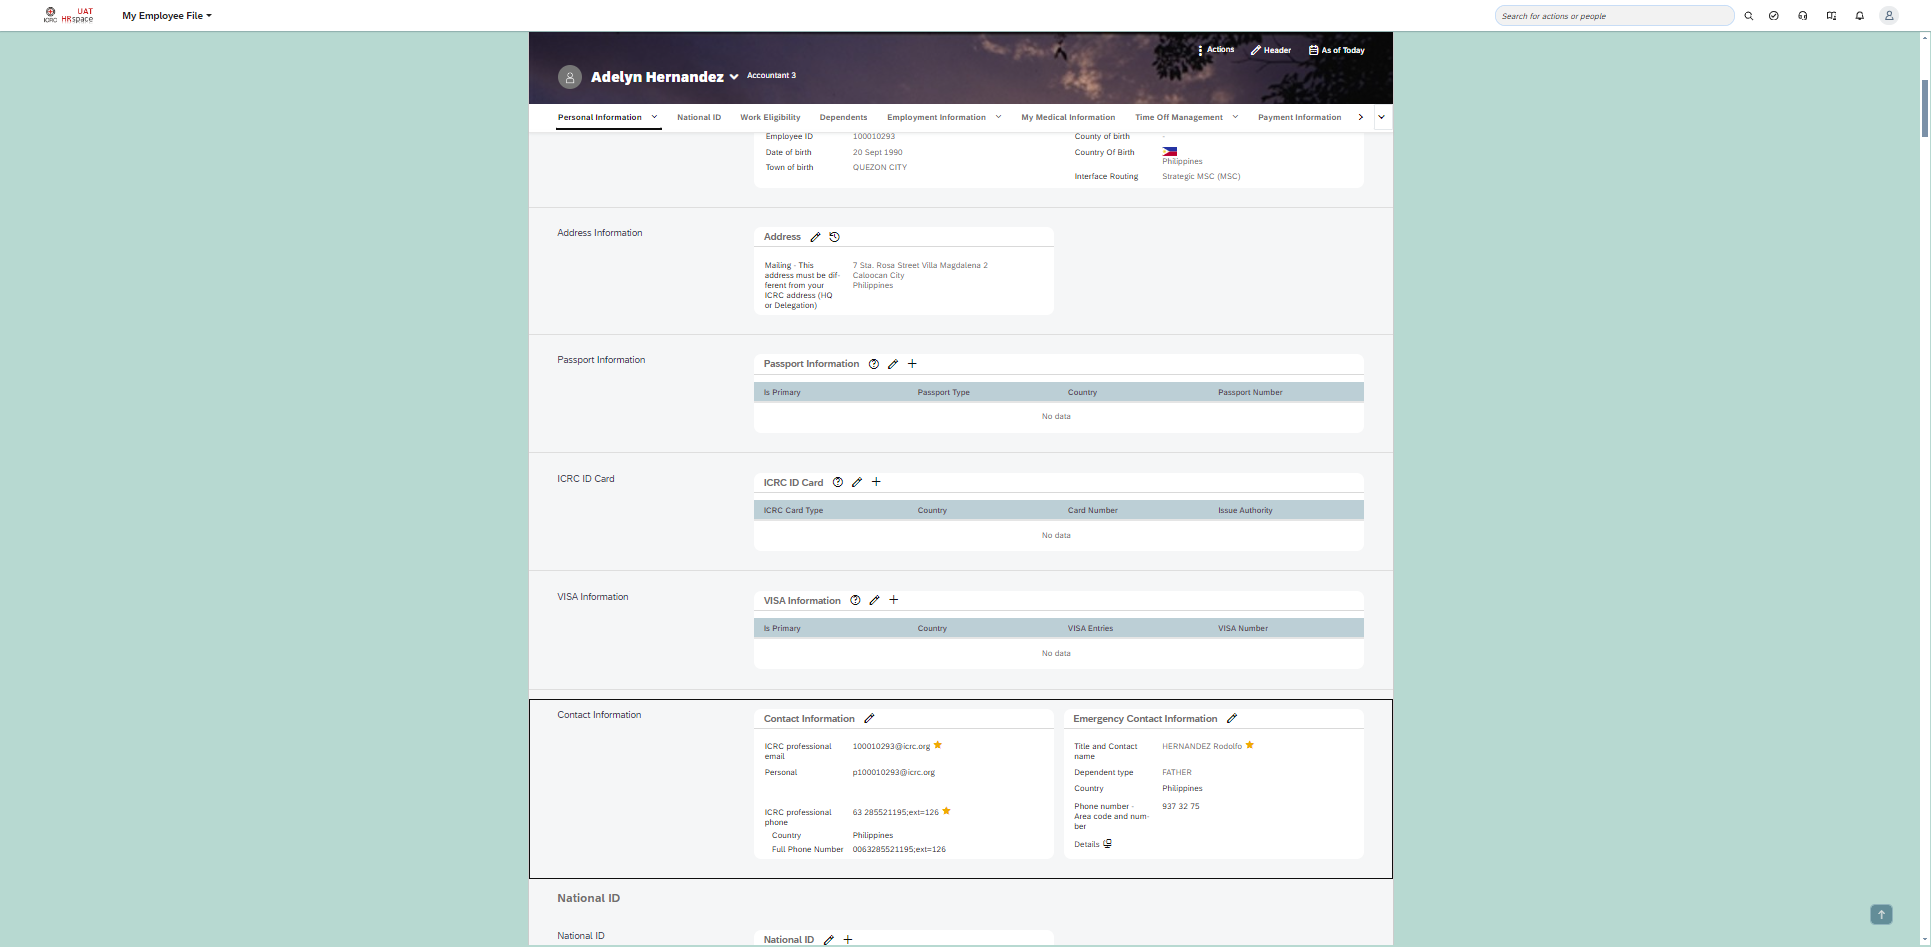 ICRC
UAT
HRspace
My Employee File
Search for actions or people
Actions
Header
As of Today
Adelyn Hernandez
Accountant 3
Personal Information
National ID
Work Eligibility
Dependents
Employment Information
My Medical Information
Time Off Management
Payment Information
Employee ID 100010293
County of birth -
Date of birth 20 Sept 1990
Country Of Birth
Philippines
Town of birth QUEZON CITY
Interface Routing Strategic MSC (MSC)
Address Information
Address
Mailing - This
address must be dif-
ferent from your
ICRC address (HQ
or Delegation)
7 Sta. Rosa Street Villa Magdalena 2
Caloocan City
Philippines
Passport Information
Passport Information
Is Primary Passport Type Country Passport Number
No data
ICRC ID Card
ICRC ID Card
ICRC Card Type Country Card Number Issue Authority
No data
VISA Information
VISA Information
Is Primary Country VISA Entries VISA Number
No data
Contact Information
Contact Information
ICRC professional
email
100010293@icrc.org
Personal p100010293@icrc.org
ICRC professional
phone
63 285521195;ext=126
Country Philippines
Full Phone Number 0063285521195;ext=126
Emergency Contact Information
Title and Contact
name
HERNANDEZ Rodolfo
Dependent type FATHER
Country Philippines
Phone number -
Area code and num-
ber
937 32 75
Details
National ID
National ID
National ID